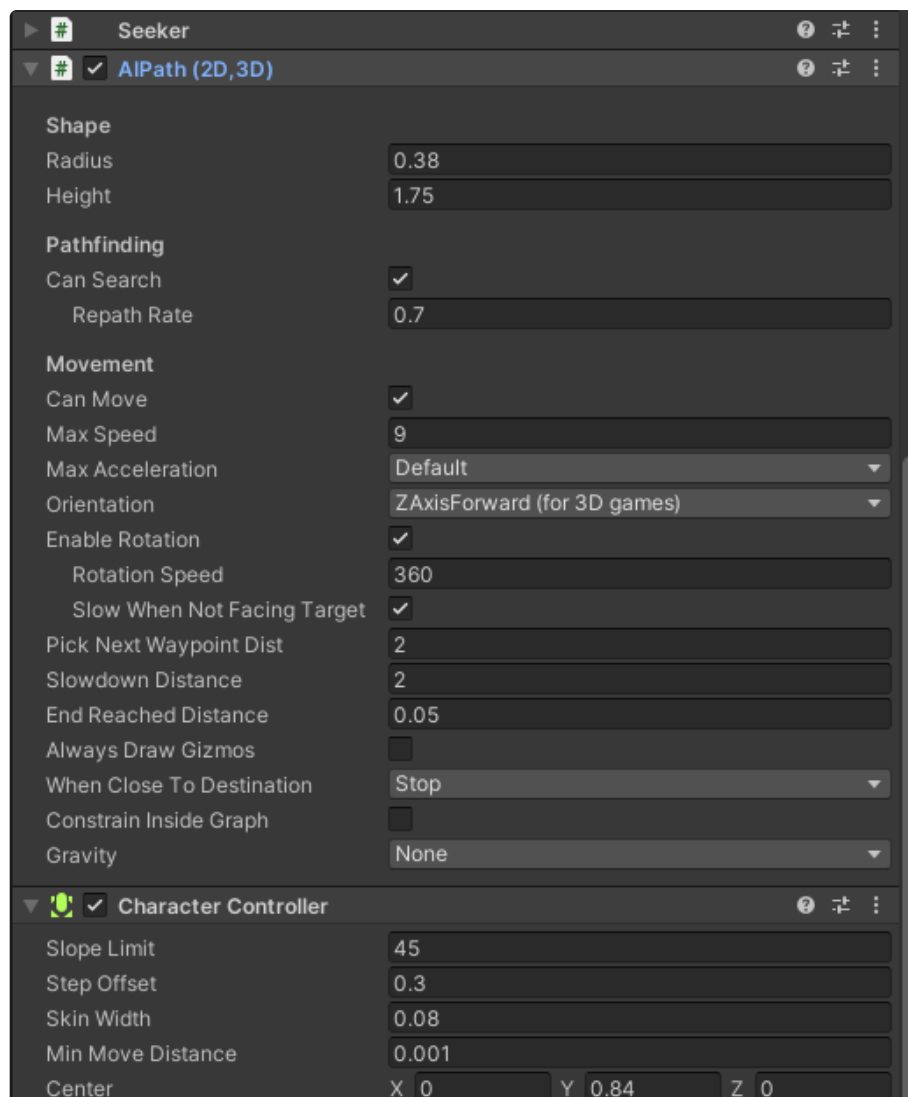 # Seeker
# AIPath (2D,3D)
Shape
Radius 0.38
Height 1.75
Pathfinding
Can Search
Repath Rate 0.7
Movement
Can Move
Max Speed 9
Max Acceleration Default
Orientation ZAxisForward (for 3D games)
Enable Rotation
Rotation Speed 360
Slow When Not Facing Target
Pick Next Waypoint Dist 2
Slowdown Distance 2
End Reached Distance 0.05
Always Draw Gizmos
When Close To Destination Stop
Constrain Inside Graph
Gravity None
Character Controller
Slope Limit 45
Step Offset 0.3
Skin Width 0.08
Min Move Distance 0.001
Center X 0 Y 0.84 Z 0